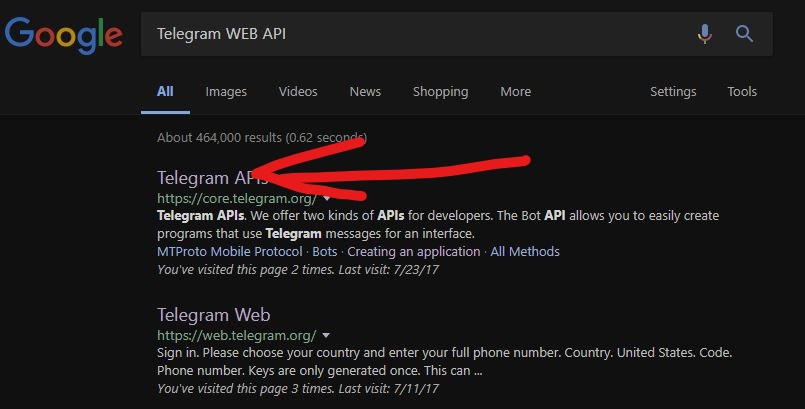 Google
Telegram WEB API
All Images Videos News Shopping More Settings Tools
About 464,000 results (0.62 seconds)
Telegram APIs
https://core.telegram.org/
Telegram APIs. We offer two kinds of APIs for developers. The Bot API allows you to easily create
programs that use Telegram messages for an interface.
MTProto Mobile Protocol · Bots · Creating an application · All Methods
You've visited this page 2 times. Last visit: 7/23/17
Telegram Web
https://web.telegram.org/
Sign in. Please choose your country and enter your full phone number. Country. United States. Code.
Phone number. Keys are only generated once. This can ...
You've visited this page 3 times. Last visit: 7/11/17